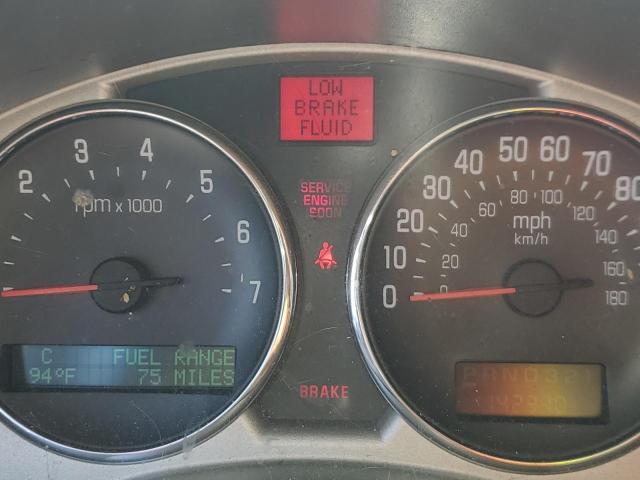 LOW
BRAKE
FLUID
2 3 4 5 6 7
rpm x 1000
SERVICE
ENGINE
SOON
0 10 20 30 40 50 60 70 80
0 20 40 60 80 100 120 140 160 180
mph
km/h
C FUEL RANGE
94°F 75 MILES
BRAKE